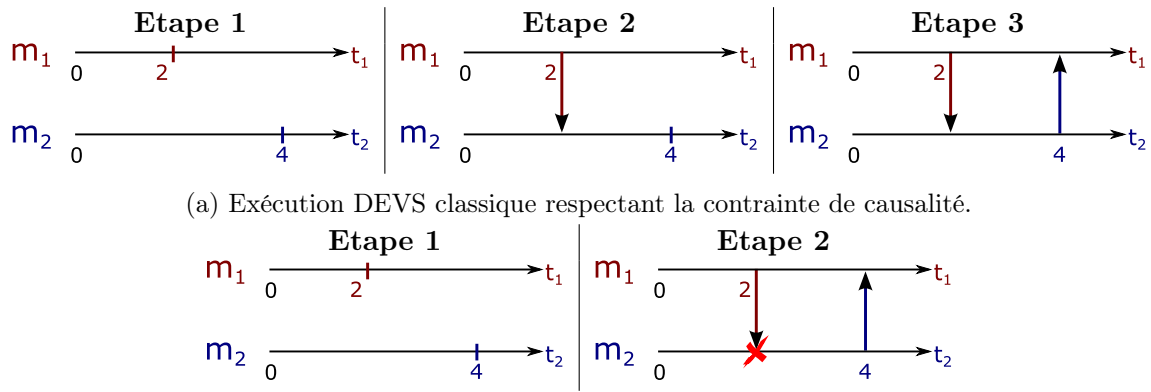 Etape 1 Etape 2 Etape 3
m1 0 2 t1 m1 0 2 t1 m1 0 2 t1
m2 0 4 t2 m2 0 4 t2 m2 0 4 t2
(a) Exécution DEVS classique respectant la contrainte de causalité.
Etape 1 Etape 2
m1 0 2 t1 m1 0 2 t1
m2 0 4 t2 m2 0 4 t2